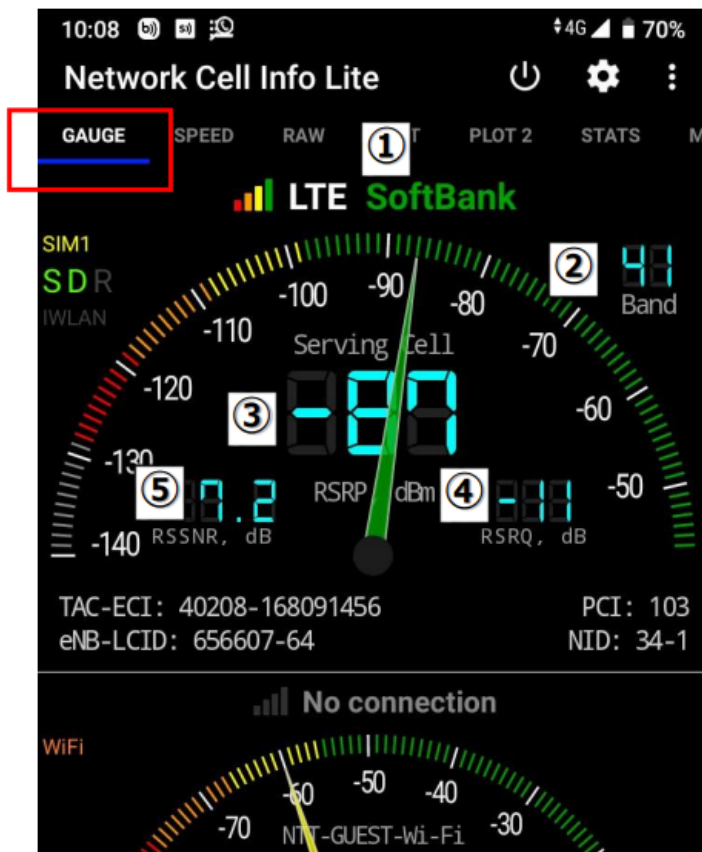 10:08 4G 70%
Network Cell Info Lite
GAUGE SPEED RAW PLOT 2 STATS M
①
LTE SoftBank
SIM1
S D R
IWLAN
② 41
Band
-140 -130 -120 -110 -100 -90 -80 -70 -60 -50
Serving Cell
③ -87
RSRP, dBm
⑤ 7.2
RSSNR, dB
④ -11
RSRQ, dB
TAC-ECI: 40208-168091456 PCI: 103
eNB-LCID: 656607-64 NID: 34-1
No connection
WiFi
-70 -60 -50 -40 -30
NTT-GUEST-Wi-Fi